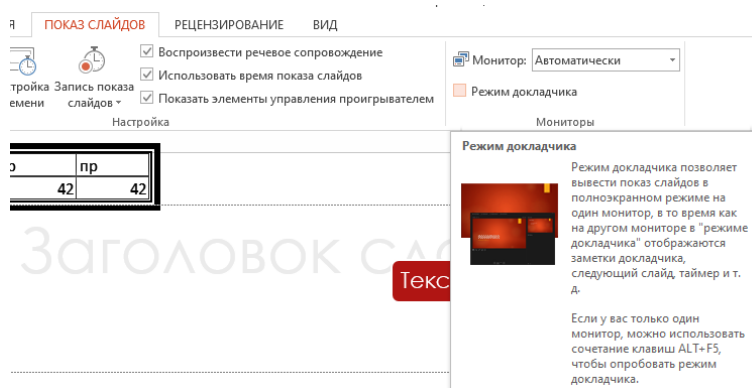 ПОКАЗ СЛАЙДОВ РЕЦЕНЗИРОВАНИЕ ВИД
Воспроизвести речевое сопровождение
Использовать время показа слайдов
Показать элементы управления проигрывателем
тройка
емени
Запись показа
слайдов
Настройка
Монитор: Автоматически
Режим докладчика
Мониторы
Режим докладчика
Режим докладчика позволяет
вывести показ слайдов в
полноэкранном режиме на
один монитор, в то время как
на другом мониторе в "режиме
докладчика" отображаются
заметки докладчика,
следующий слайд, таймер и т.
д.
Если у вас только один
монитор, можно использовать
сочетание клавиш ALT+F5,
чтобы опробовать режим
докладчика.
пр
42 42
Заголовок сл
Текс